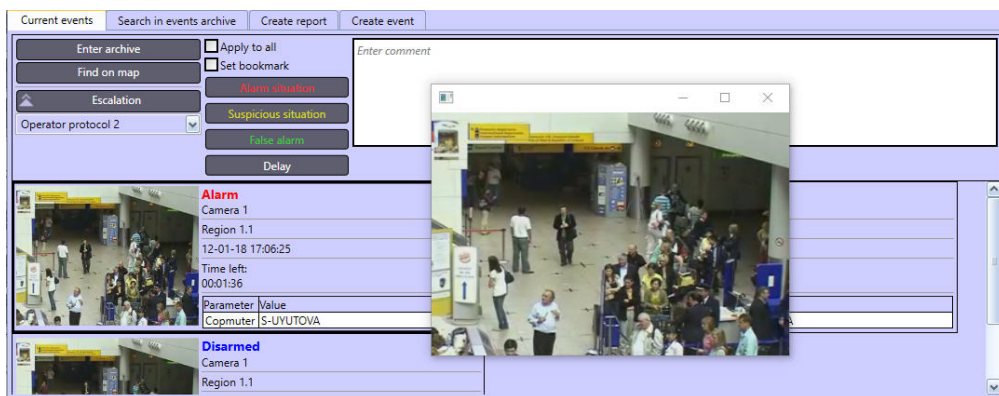 Current events
Search in events archive
Create report
Create event
Enter archive
Find on map
Escalation
Operator protocol 2
Apply to all
Set bookmark
Alarm situation
Suspicious situation
False alarm
Delay
Enter comment
Alarm
Camera 1
Region 1.1
12-01-18 17:06:25
Time left:
00:01:36
Parameter Value
Copmuter S-UYUTOVA
Disarmed
Camera 1
Region 1.1